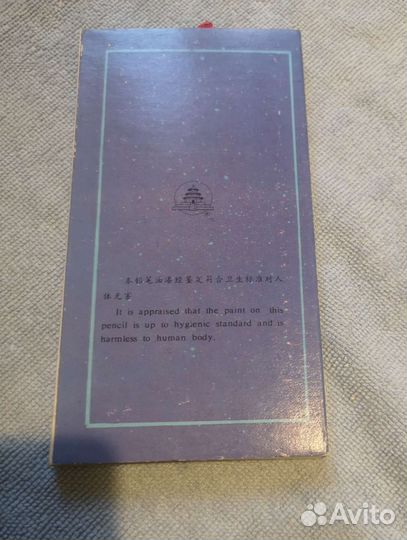 本铅笔油漆经鉴定符合卫生标准对人
体无害
It is appraised that the paint on this
pencil is up to hygienic standard and is
harmless to human body.
Avito